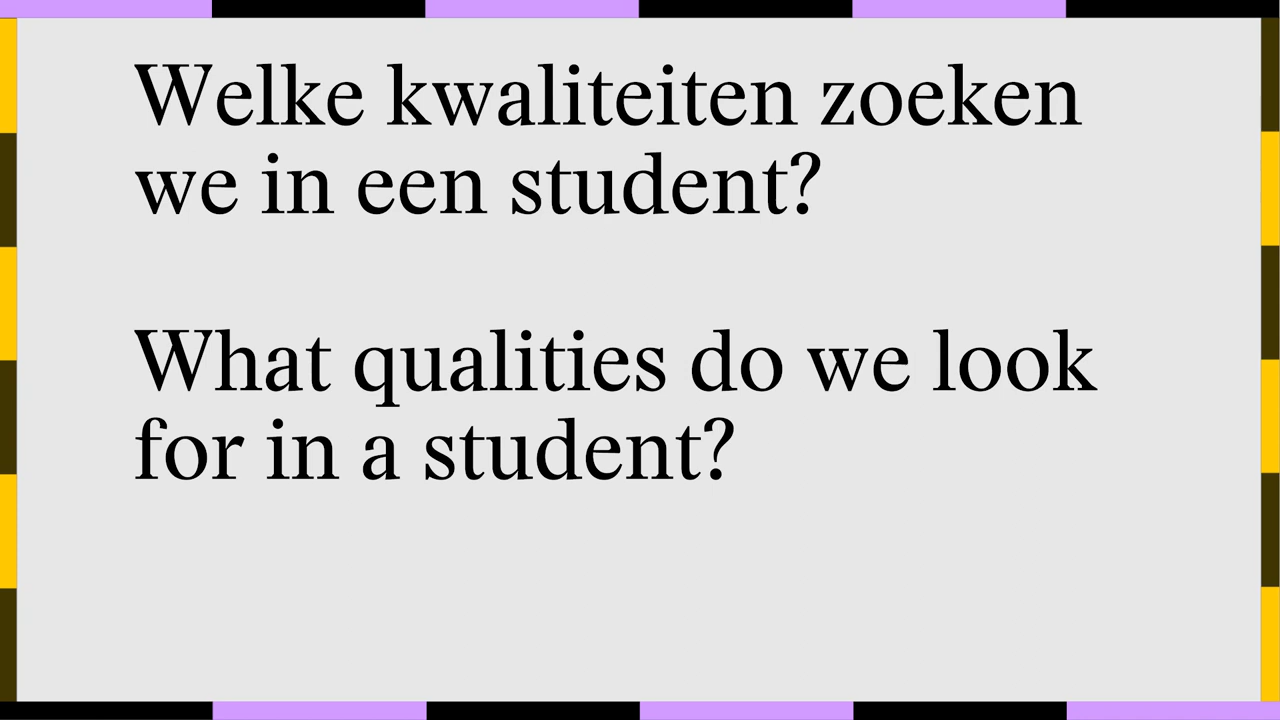 Welke kwaliteiten zoeken
we in een student?
What qualities do we look
for in a student?